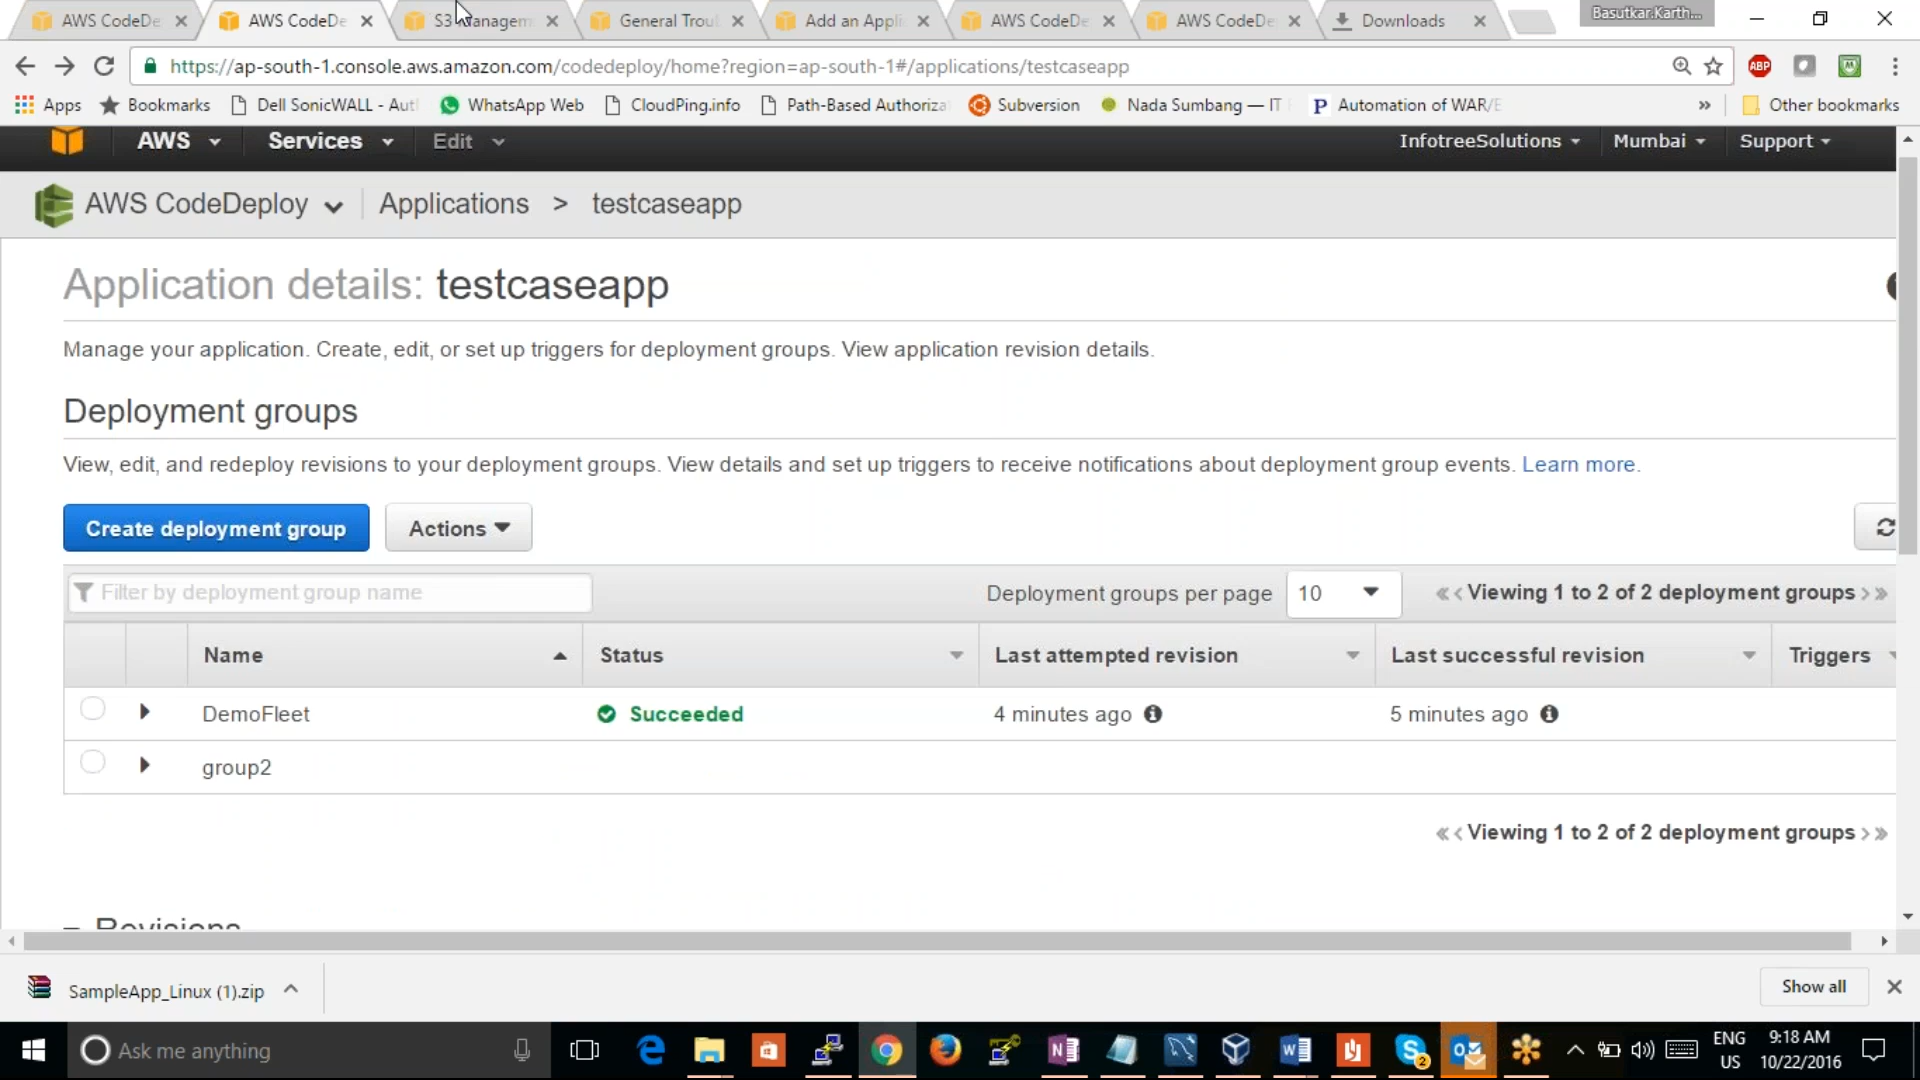 AWS CodeDe
AWS CodeDe
S3 Managem
General Trou
Add an Appli
AWS CodeDe
AWS CodeDe
Downloads
Basutkar.Karth...
https://ap-south-1.console.aws.amazon.com/codedeploy/home?region=ap-south-1#/applications/testcaseapp
ABP
Apps
Bookmarks
Dell SonicWALL - Aut
WhatsApp Web
CloudPing.info
Path-Based Authoriza
Subversion
Nada Sumbang — IT
P
Automation of WAR/E
»
Other bookmarks
AWS
Services
Edit
InfotreeSolutions
Mumbai
Support
AWS CodeDeploy
Applications > testcaseapp
Application details: testcaseapp
Manage your application. Create, edit, or set up triggers for deployment groups. View application revision details.
Deployment groups
View, edit, and redeploy revisions to your deployment groups. View details and set up triggers to receive notifications about deployment group events. Learn more.
Create deployment group
Actions
Filter by deployment group name
Deployment groups per page 10
« < Viewing 1 to 2 of 2 deployment groups > »
Name Status Last attempted revision Last successful revision Triggers
DemoFleet Succeeded 4 minutes ago 5 minutes ago
group2
« < Viewing 1 to 2 of 2 deployment groups > »
Revisions
SampleApp_Linux (1).zip
Show all
Ask me anything
ENG
US
9:18 AM
10/22/2016